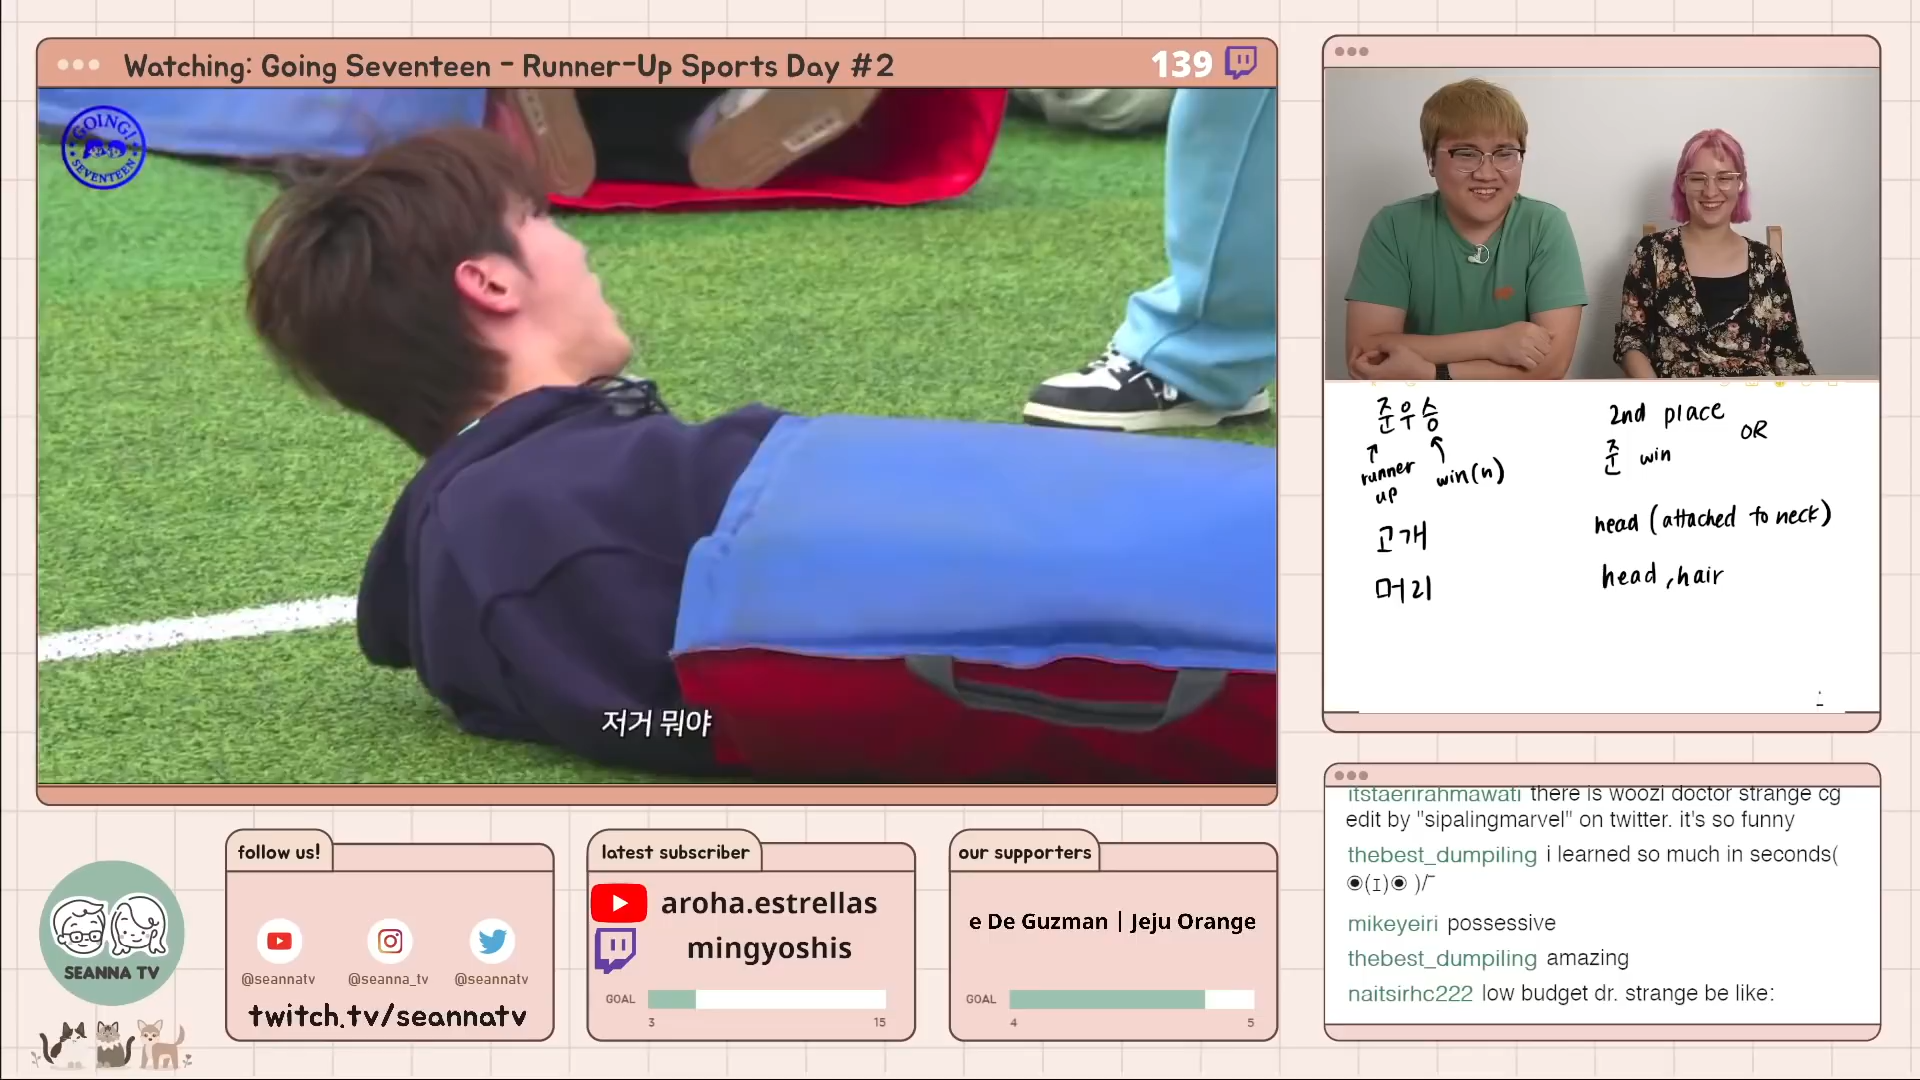 Watching: Going Seventeen - Runner-Up Sports Day #2
139
GOING!
SEVENTEEN
저거 뭐야
준우승
2nd place
OR
준 win
runner
up
win(n)
고개
head (attached to neck)
머리
head, hair
itstaerirahmawati there is woozi doctor strange cg
edit by "sipalingmarvel" on twitter. it's so funny
thebest_dumpiling i learned so much in seconds(
◉(ɪ)◉ )/‾
mikeyeiri possessive
thebest_dumpiling amazing
naitsirhc222 low budget dr. strange be like:
SEANNA TV
follow us!
@seannatv
@seanna_tv
@seannatv
twitch.tv/seannatv
latest subscriber
aroha.estrellas
mingyoshis
GOAL
3
15
our supporters
e De Guzman | Jeju Orange
GOAL
4
5